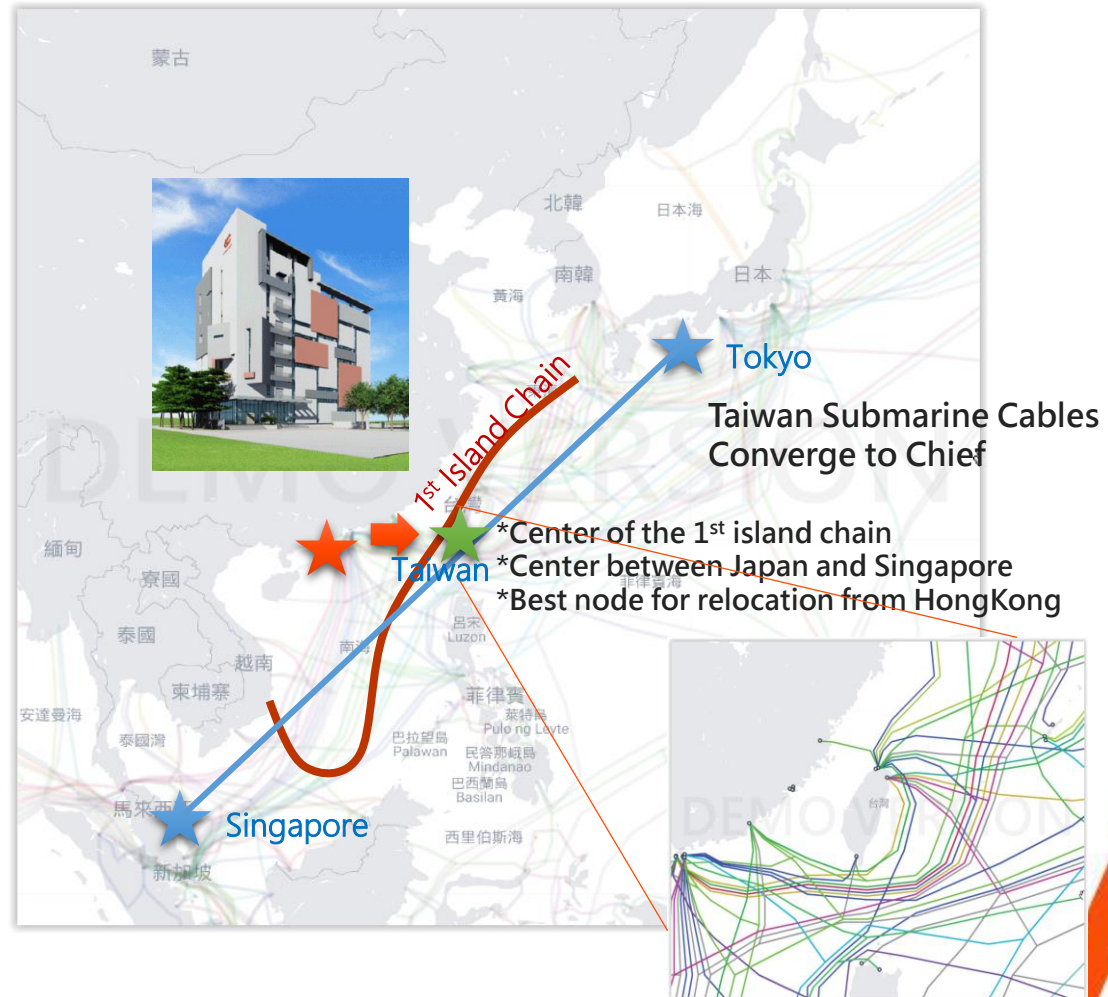 蒙古
北韓
日本海
南韓
日本
黃海
Tokyo
1st Island Chain
Taiwan Submarine Cables
Converge to Chief
DEMO VERSION
台灣
*Center of the 1st island chain
緬甸
Taiwan
*Center between Japan and Singapore
寮國
菲律賓海
*Best node for relocation from HongKong
泰國
呂宋
Luzon
南海
越南
柬埔寨
菲律賓
安達曼海
萊特島
Pulo ng Leyte
泰國灣
巴拉望島
Palawan
民答那峨島
Mindanao
巴西蘭島
Basilan
馬來西
Singapore
西里伯斯海
新加坡
台灣
DEMO VERSION